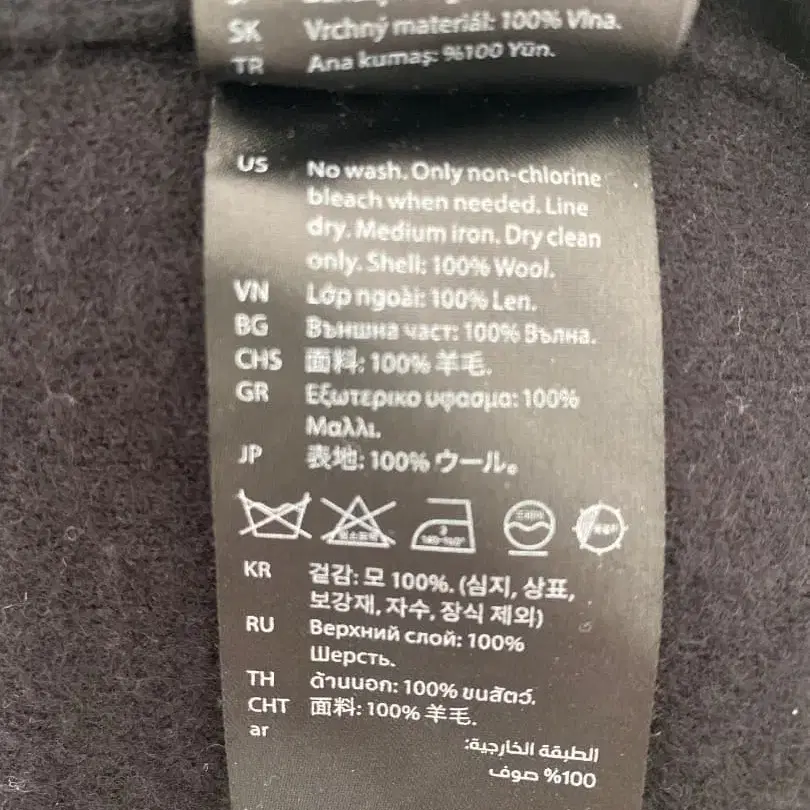 SK Vrchný materiál: 100% Vlna.
TR Ana kumaş: %100 Yün.
US No wash. Only non-chlorine
bleach when needed. Line
dry. Medium iron. Dry clean
only. Shell: 100% Wool.
VN Lớp ngoài: 100% Len.
BG Външна част: 100% Вълна.
CHS 面料: 100% 羊毛.
GR Εξωτερικο υφασμα: 100%
Μαλλι.
JP 表地: 100% ウール。
KR 겉감: 모 100%. (심지, 상표,
보강재, 자수, 장식 제외)
RU Верхний слой: 100%
Шерсть.
TH ด้านนอก: 100% ขนสัตว์.
CHT 面料: 100% 羊毛.
ar الطبقة الخارجية:
100% صوف